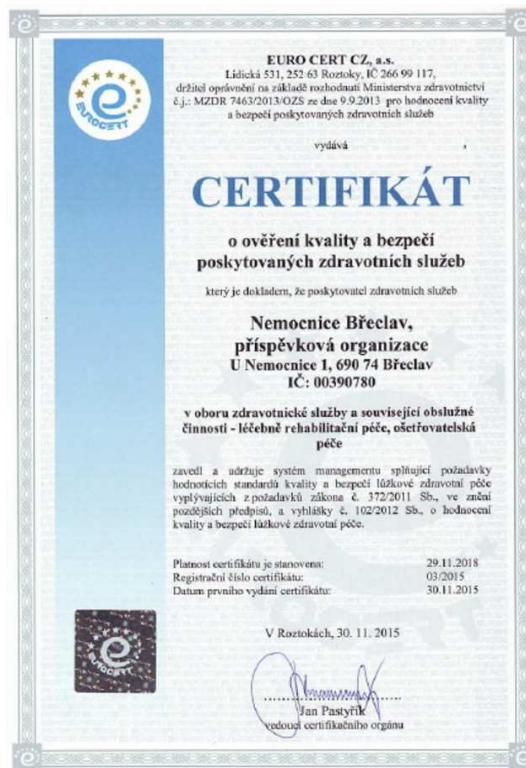 EURO CERT CZ, a.s.
Lidická 531, 252 63 Roztoky, IČ 266 99 117,
držitel oprávnění na základě rozhodnutí Ministerstva zdravotnictví
č.j.: MZDR 7463/2013/OZS ze dne 9.9.2013 pro hodnocení kvality
a bezpečí poskytovaných zdravotních služeb
EUROCERT
vydává
CERTIFIKÁT
o ověření kvality a bezpečí
poskytovaných zdravotních služeb
který je dokladem, že poskytovatel zdravotních služeb
Nemocnice Břeclav,
příspěvková organizace
U Nemocnice 1, 690 74 Břeclav
IČ: 00390780
v oboru zdravotnické služby a související obslužné
činnosti - léčebně rehabilitační péče, ošetřovatelská
péče
zavedl a udržuje systém managementu splňující požadavky
hodnotících standardů kvality a bezpečí lůžkové zdravotní péče
vyplývajících z požadavků zákona č. 372/2011 Sb., ve znění
pozdějších předpisů, a vyhlášky č. 102/2012 Sb., o hodnocení
kvality a bezpečí lůžkové zdravotní péče.
Platnost certifikátu je stanovena: 29.11.2018
Registrační číslo certifikátu: 03/2015
Datum prvního vydání certifikátu: 30.11.2015
V Roztokách, 30. 11. 2015
EUROCERT
Jan Pastyřík
vedoucí certifikačního orgánu